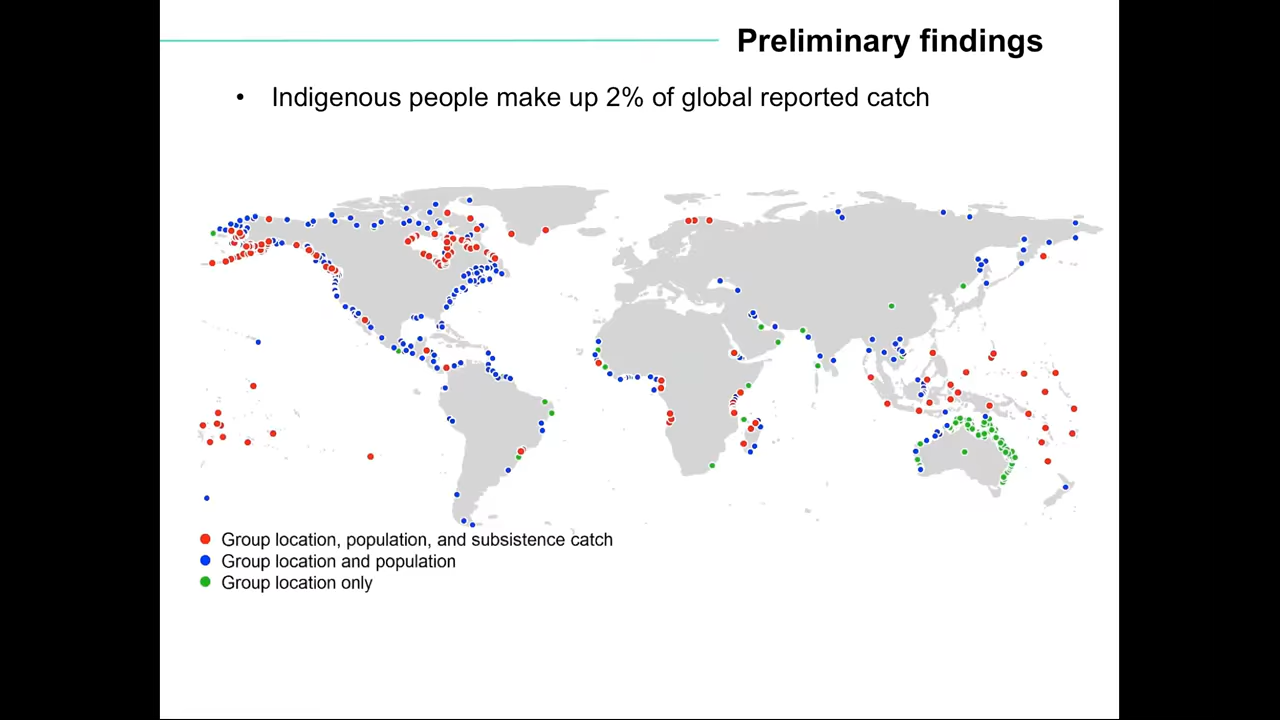 Preliminary findings
• Indigenous people make up 2% of global reported catch
Group location, population, and subsistence catch
Group location and population
Group location only